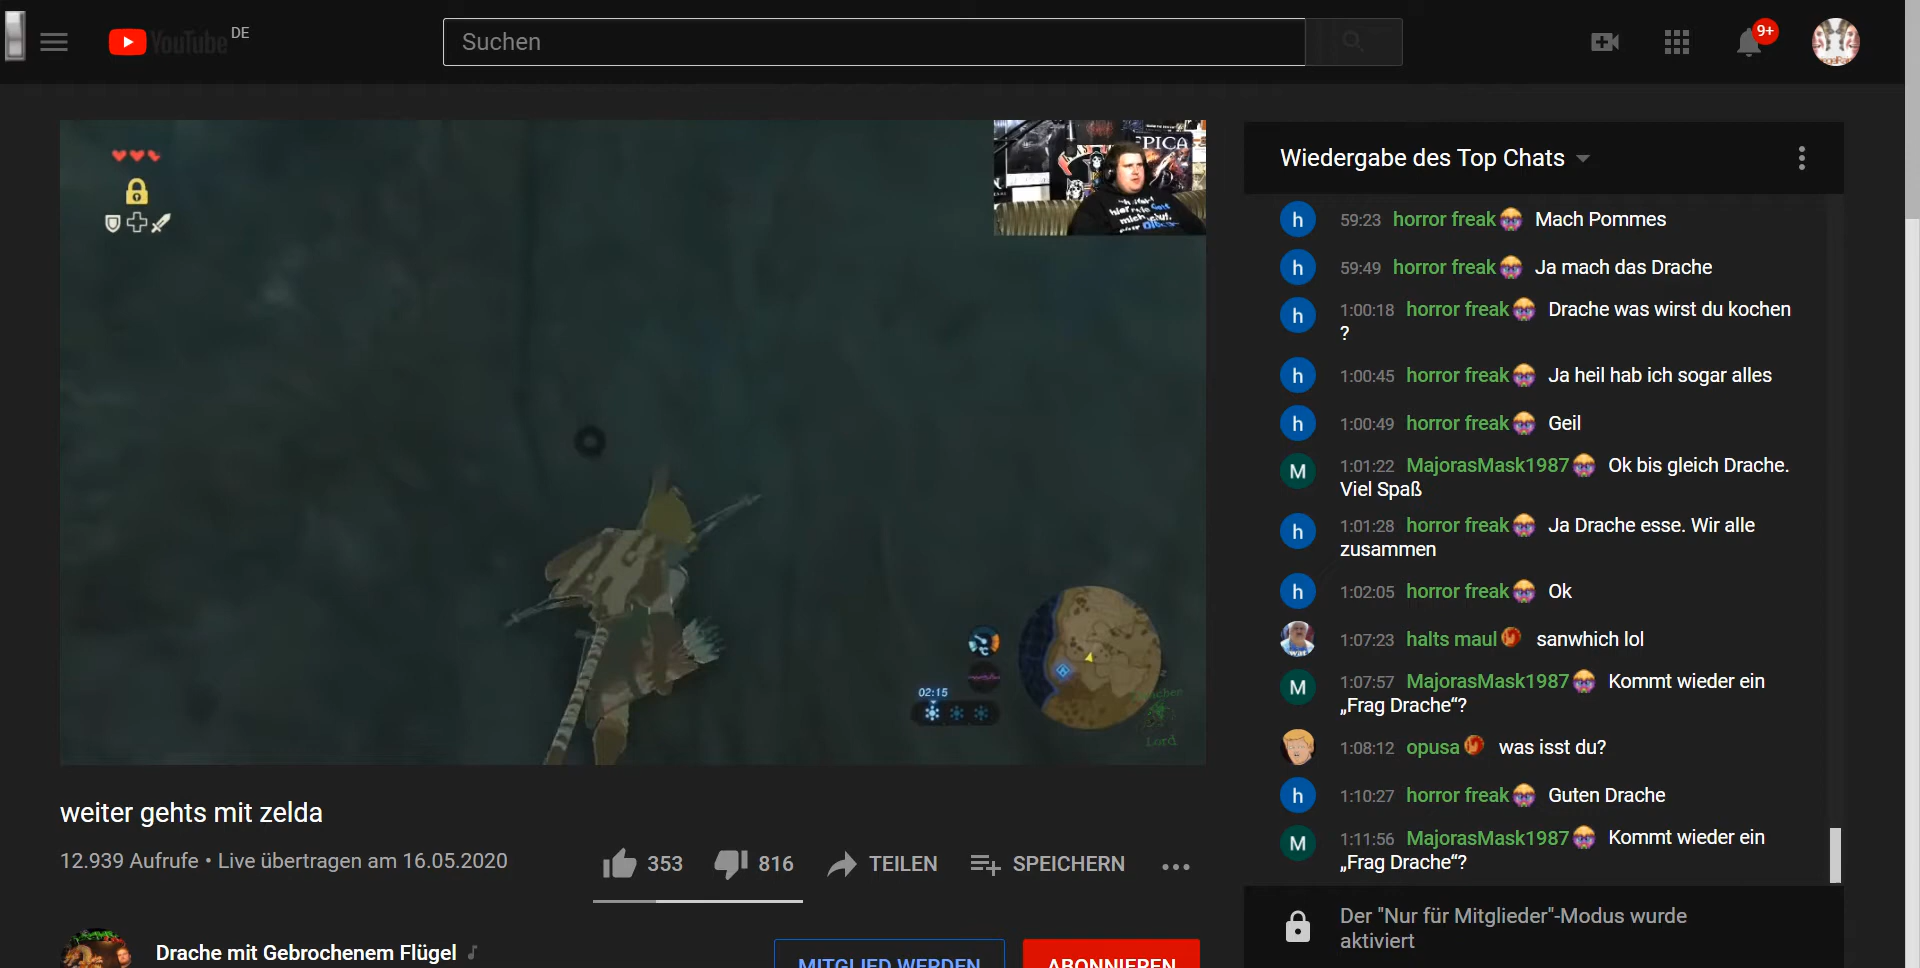 YouTube DE
Suchen
9+
EPICA
02:15
Lord
weiter gehts mit zelda
12.939 Aufrufe • Live übertragen am 16.05.2020
353
816
TEILEN
SPEICHERN
Drache mit Gebrochenem Flügel
MITGLIED WERDEN
ABONNIEREN
Wiedergabe des Top Chats
h 59:23 horror freak Mach Pommes
h 59:49 horror freak Ja mach das Drache
h 1:00:18 horror freak Drache was wirst du kochen
?
h 1:00:45 horror freak Ja heil hab ich sogar alles
h 1:00:49 horror freak Geil
M 1:01:22 MajorasMask1987 Ok bis gleich Drache.
Viel Spaß
h 1:01:28 horror freak Ja Drache esse. Wir alle
zusammen
h 1:02:05 horror freak Ok
1:07:23 halts maul sanwhich lol
M 1:07:57 MajorasMask1987 Kommt wieder ein
„Frag Drache“?
1:08:12 opusa was isst du?
h 1:10:27 horror freak Guten Drache
M 1:11:56 MajorasMask1987 Kommt wieder ein
„Frag Drache“?
Der "Nur für Mitglieder"-Modus wurde
aktiviert